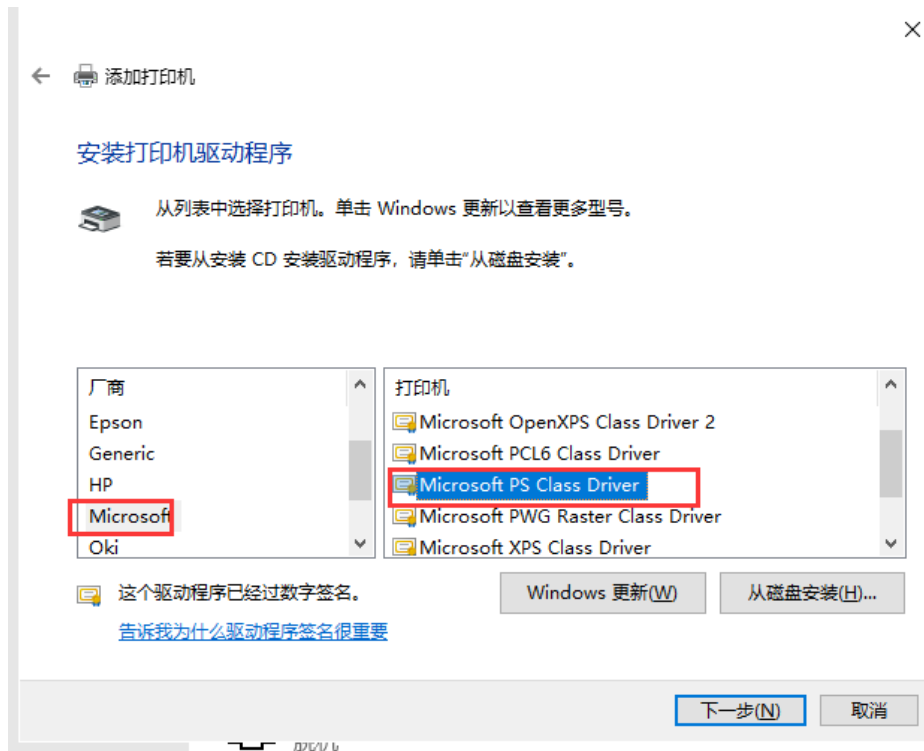 添加打印机
安装打印机驱动程序
从列表中选择打印机。单击 Windows 更新以查看更多型号。
若要从安装 CD 安装驱动程序，请单击“从磁盘安装”。
厂商
Epson
Generic
HP
Microsoft
Oki
打印机
Microsoft OpenXPS Class Driver 2
Microsoft PCL6 Class Driver
Microsoft PS Class Driver
Microsoft PWG Raster Class Driver
Microsoft XPS Class Driver
这个驱动程序已经过数字签名。
告诉我为什么驱动程序签名很重要
Windows 更新(W)
从磁盘安装(H)...
下一步(N)
取消